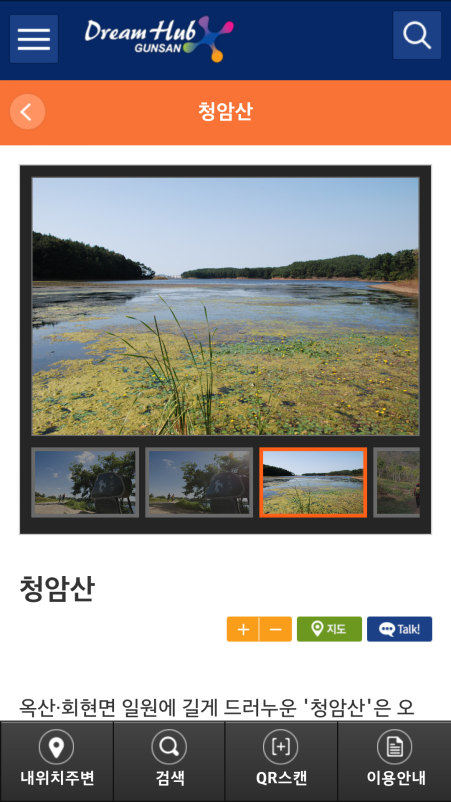 Dream Hub
GUNSAN
청암산
청암산
+ − 지도 Talk!
옥산·회현면 일원에 길게 드러누운 '청암산'은 오
내위치주변 검색 QR스캔 이용안내